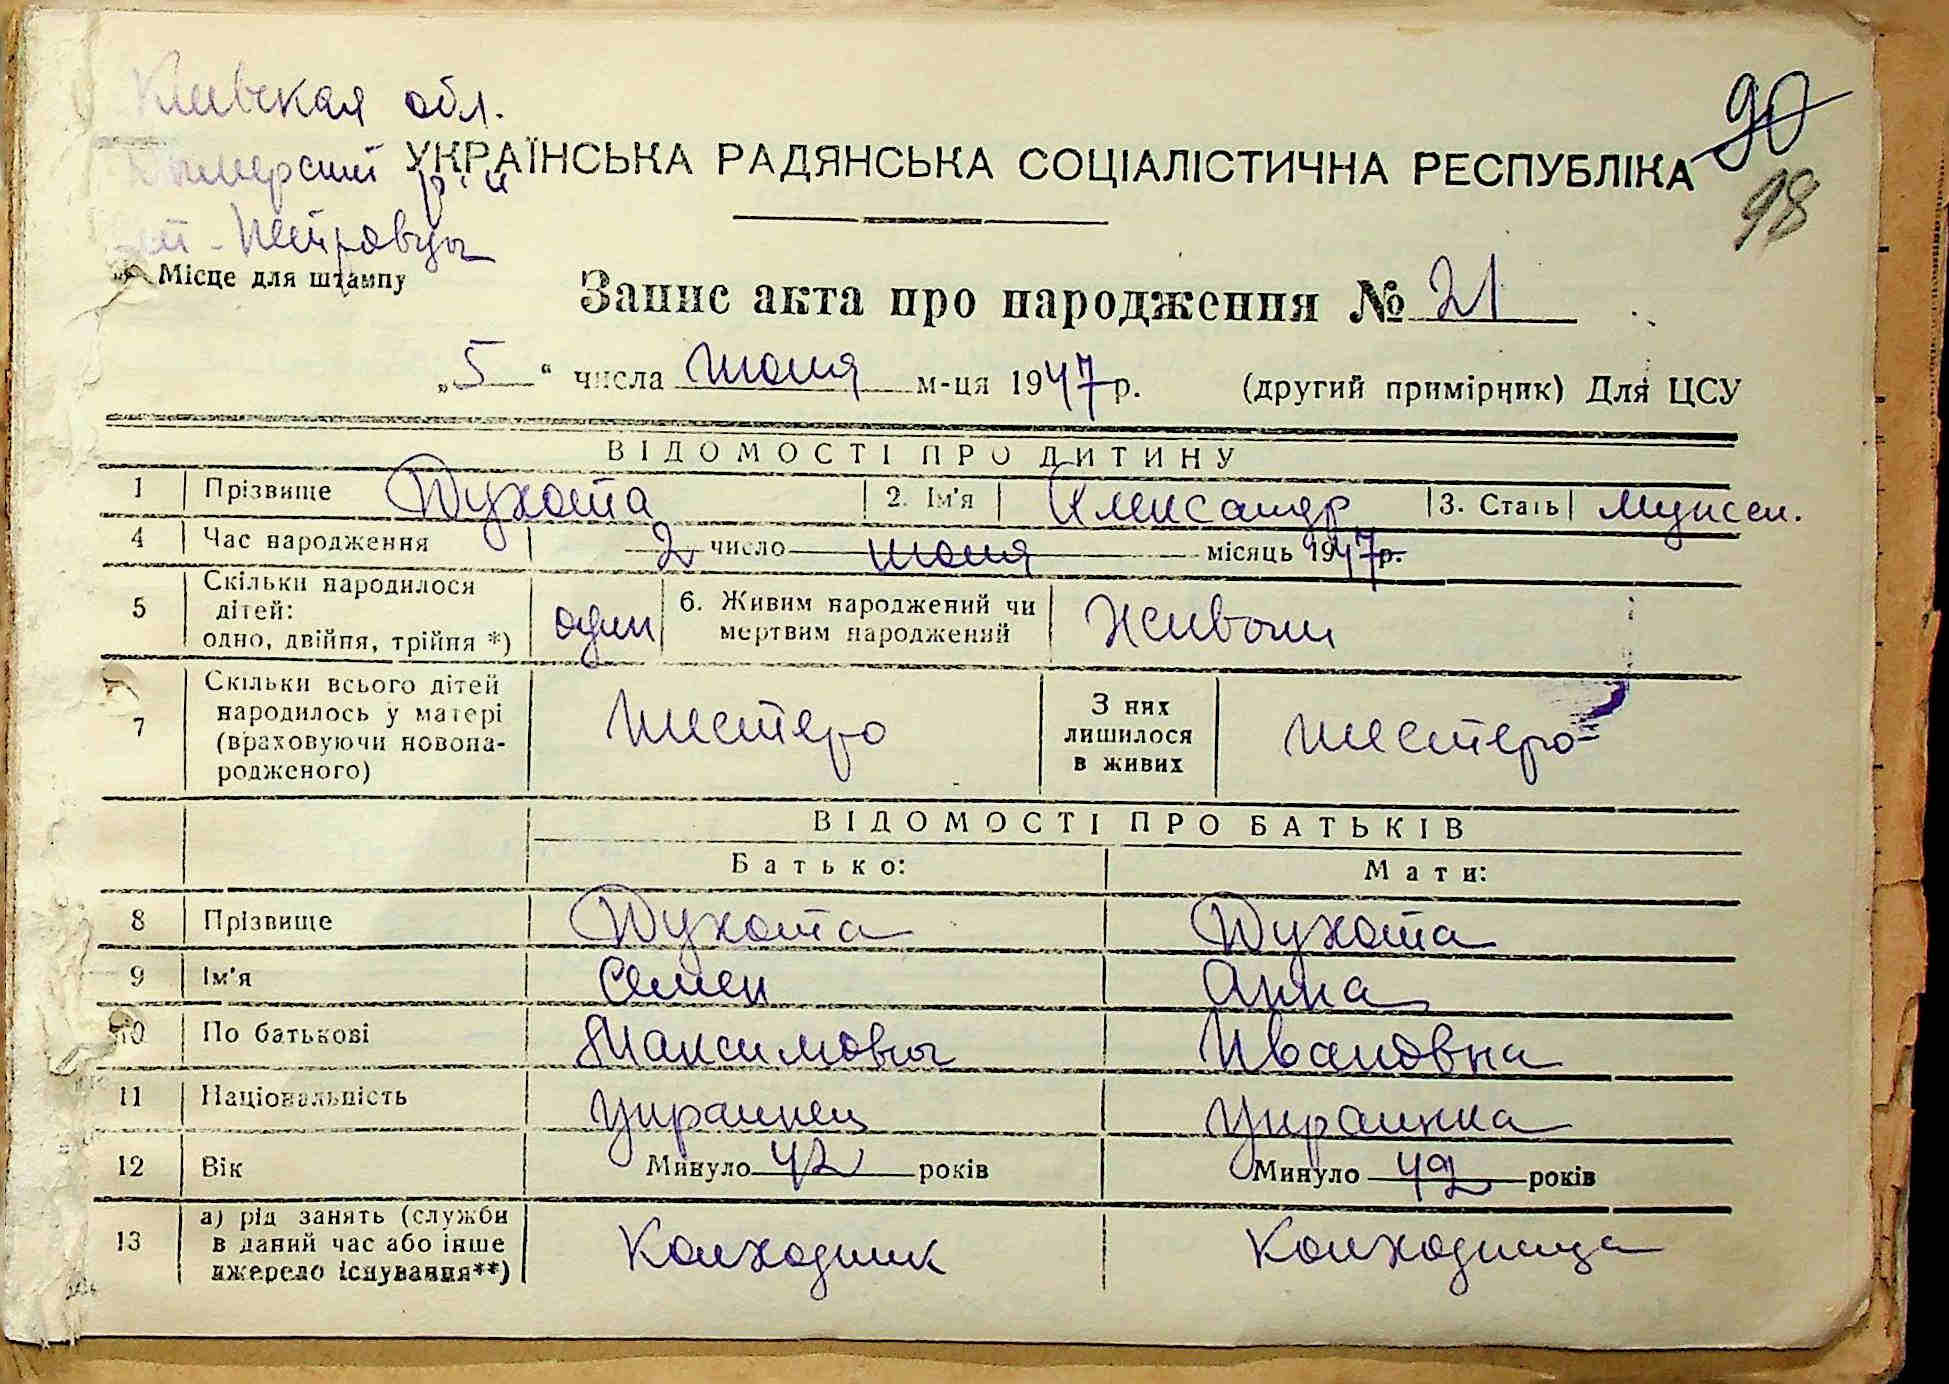 Киевская обл.
90
Дымерский р-н
УКРАЇНСЬКА РАДЯНСЬКА СОЦІАЛІСТИЧНА РЕСПУБЛІКА
98
Петровцы
Місце для штампу
Запис акта про народження № 21
„5“ числа июня м-ця 1947 р. (другий примірник) Для ЦСУ
ВІДОМОСТІ ПРО ДИТИНУ
1 Прізвище Духота 2. Ім'я Александр 3. Стать
4 Час народження 2 число июня місяць 1947 р.
5 Скільки народилося дітей: одно, двійня, трійня *) один 6. Живим народжений чи мертвим народжений Живым
7 Скільки всього дітей народилось у матері (враховуючи новонародженого) шестеро З них лишилося в живих шестеро
ВІДОМОСТІ ПРО БАТЬКІВ
Батько: Мати:
8 Прізвище Духота Духота
9 Ім'я Семен Анна
10 По батькові Максимович Ивановна
11 Національність Украинец Украинка
12 Вік Минуло 42 років Минуло 42 років
13 а) рід занять (служби в даний час або інше джерело існування**) Колхозник Колхозница